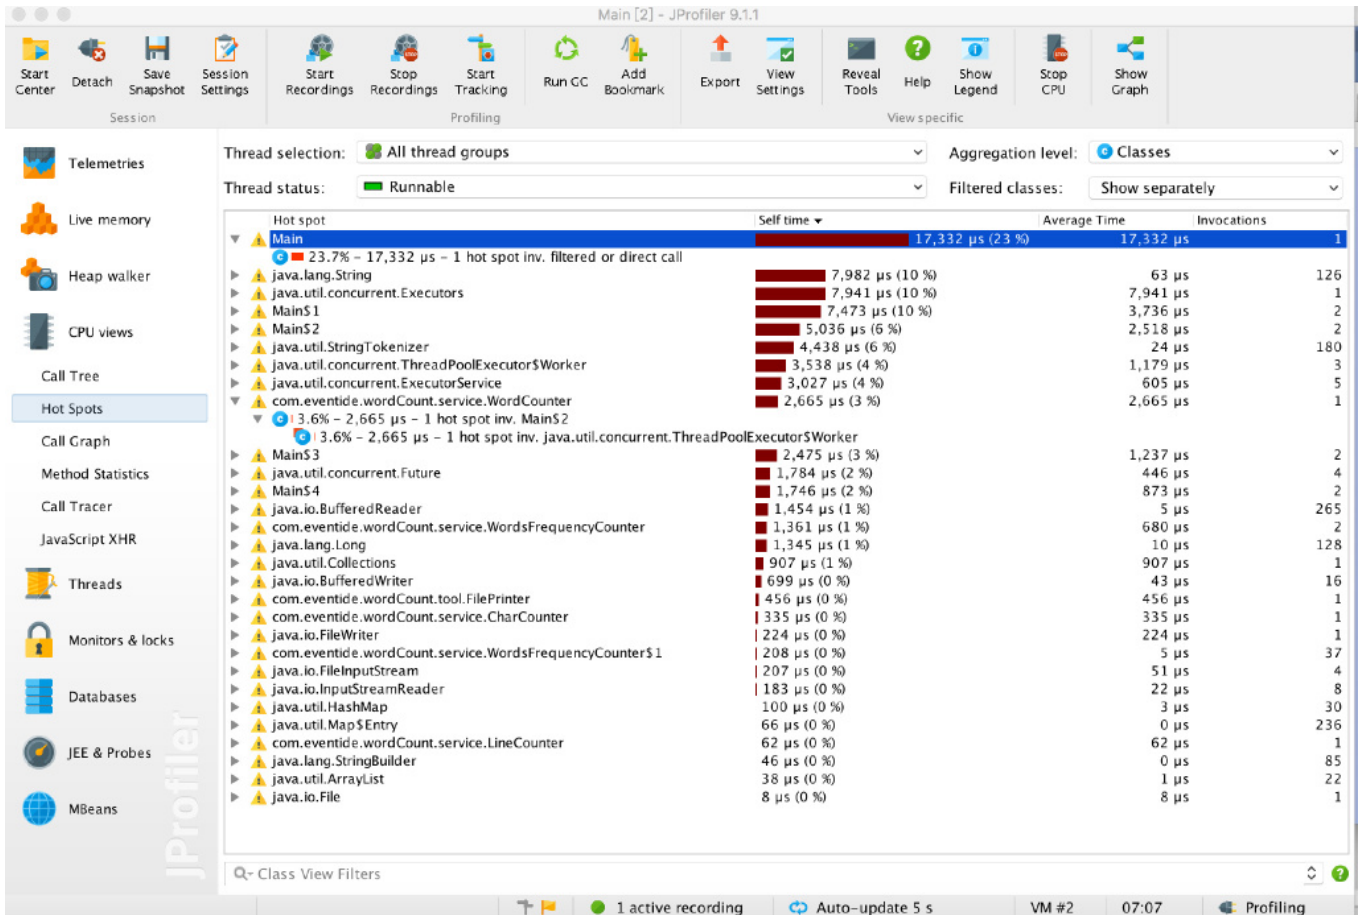 Main [2] - JProfiler 9.1.1
Start Center
Detach
Save Snapshot
Session Settings
Start Recordings
Stop Recordings
Start Tracking
Run GC
Add Bookmark
Export
View Settings
Reveal Tools
Help
Show Legend
Stop CPU
Show Graph
Session
Profiling
View specific
Telemetries
Live memory
Heap walker
CPU views
Call Tree
Hot Spots
Call Graph
Method Statistics
Call Tracer
JavaScript XHR
Threads
Monitors & locks
Databases
JEE & Probes
MBeans
JProfiler
Thread selection: All thread groups Aggregation level: Classes
Thread status: Runnable Filtered classes: Show separately
Hot spot Self time Average Time Invocations
Main 17,332 µs (23 %) 17,332 µs 1
23.7% - 17,332 µs - 1 hot spot inv. filtered or direct call
java.lang.String 7,982 µs (10 %) 63 µs 126
java.util.concurrent.Executors 7,941 µs (10 %) 7,941 µs 1
Main$1 7,473 µs (10 %) 3,736 µs 2
Main$2 5,036 µs (6 %) 2,518 µs 2
java.util.StringTokenizer 4,438 µs (6 %) 24 µs 180
java.util.concurrent.ThreadPoolExecutor$Worker 3,538 µs (4 %) 1,179 µs 3
java.util.concurrent.ExecutorService 3,027 µs (4 %) 605 µs 5
com.eventide.wordCount.service.WordCounter 2,665 µs (3 %) 2,665 µs 1
3.6% - 2,665 µs - 1 hot spot inv. Main$2
3.6% - 2,665 µs - 1 hot spot inv. java.util.concurrent.ThreadPoolExecutor$Worker
Main$3 2,475 µs (3 %) 1,237 µs 2
java.util.concurrent.Future 1,784 µs (2 %) 446 µs 4
Main$4 1,746 µs (2 %) 873 µs 2
java.io.BufferedReader 1,454 µs (1 %) 5 µs 265
com.eventide.wordCount.service.WordsFrequencyCounter 1,361 µs (1 %) 680 µs 2
java.lang.Long 1,345 µs (1 %) 10 µs 128
java.util.Collections 907 µs (1 %) 907 µs 1
java.io.BufferedWriter 699 µs (0 %) 43 µs 16
com.eventide.wordCount.tool.FilePrinter 456 µs (0 %) 456 µs 1
com.eventide.wordCount.service.CharCounter 335 µs (0 %) 335 µs 1
java.io.FileWriter 224 µs (0 %) 224 µs 1
com.eventide.wordCount.service.WordsFrequencyCounter$1 208 µs (0 %) 5 µs 37
java.io.FileInputStream 207 µs (0 %) 51 µs 4
java.io.InputStreamReader 183 µs (0 %) 22 µs 8
java.util.HashMap 100 µs (0 %) 3 µs 30
java.util.Map$Entry 66 µs (0 %) 0 µs 236
com.eventide.wordCount.service.LineCounter 62 µs (0 %) 62 µs 1
java.lang.StringBuilder 46 µs (0 %) 0 µs 85
java.util.ArrayList 38 µs (0 %) 1 µs 22
java.io.File 8 µs (0 %) 8 µs 1
Class View Filters
1 active recording Auto-update 5 s VM #2 07:07 Profiling